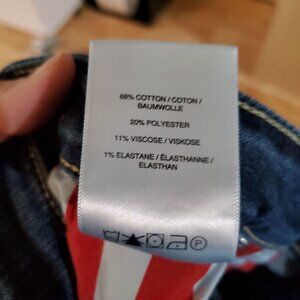 68% COTTON / COTON /
BAUMWOLLE
20% POLYESTER
11% VISCOSE / VISKOSE
1% ELASTANE / ÉLASTHANNE /
ELASTHAN
P